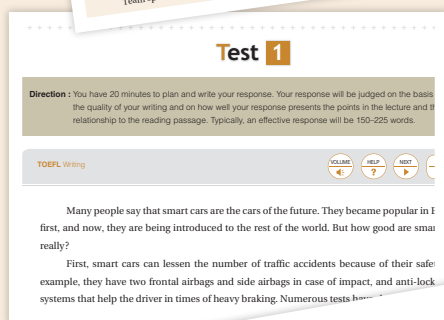 Test 1
Direction : You have 20 minutes to plan and write your response. Your response will be judged on the basis
the quality of your writing and on how well your response presents the points in the lecture and
relationship to the reading passage. Typically, an effective response will be 150–225 words.
TOEFL Writing
VOLUME HELP NEXT
Many people say that smart cars are the cars of the future. They became popular in
first, and now, they are being introduced to the rest of the world. But how good are
really?
First, smart cars can lessen the number of traffic accidents because of their
example, they have two frontal airbags and side airbags in case of impact, and
systems that help the driver in times of heavy braking. Numerous tests